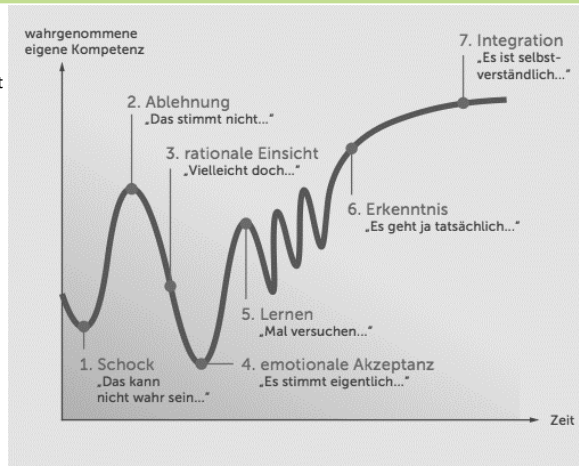 wahrgenommene
eigene Kompetenz
t
7. Integration
„Es ist selbst-
verständlich...“
2. Ablehnung
„Das stimmt nicht...“
3. rationale Einsicht
„Vielleicht doch...“
6. Erkenntnis
„Es geht ja tatsächlich...“
5. Lernen
„Mal versuchen...“
1. Schock
„Das kann
nicht wahr sein...“
4. emotionale Akzeptanz
„Es stimmt eigentlich...“
Zeit